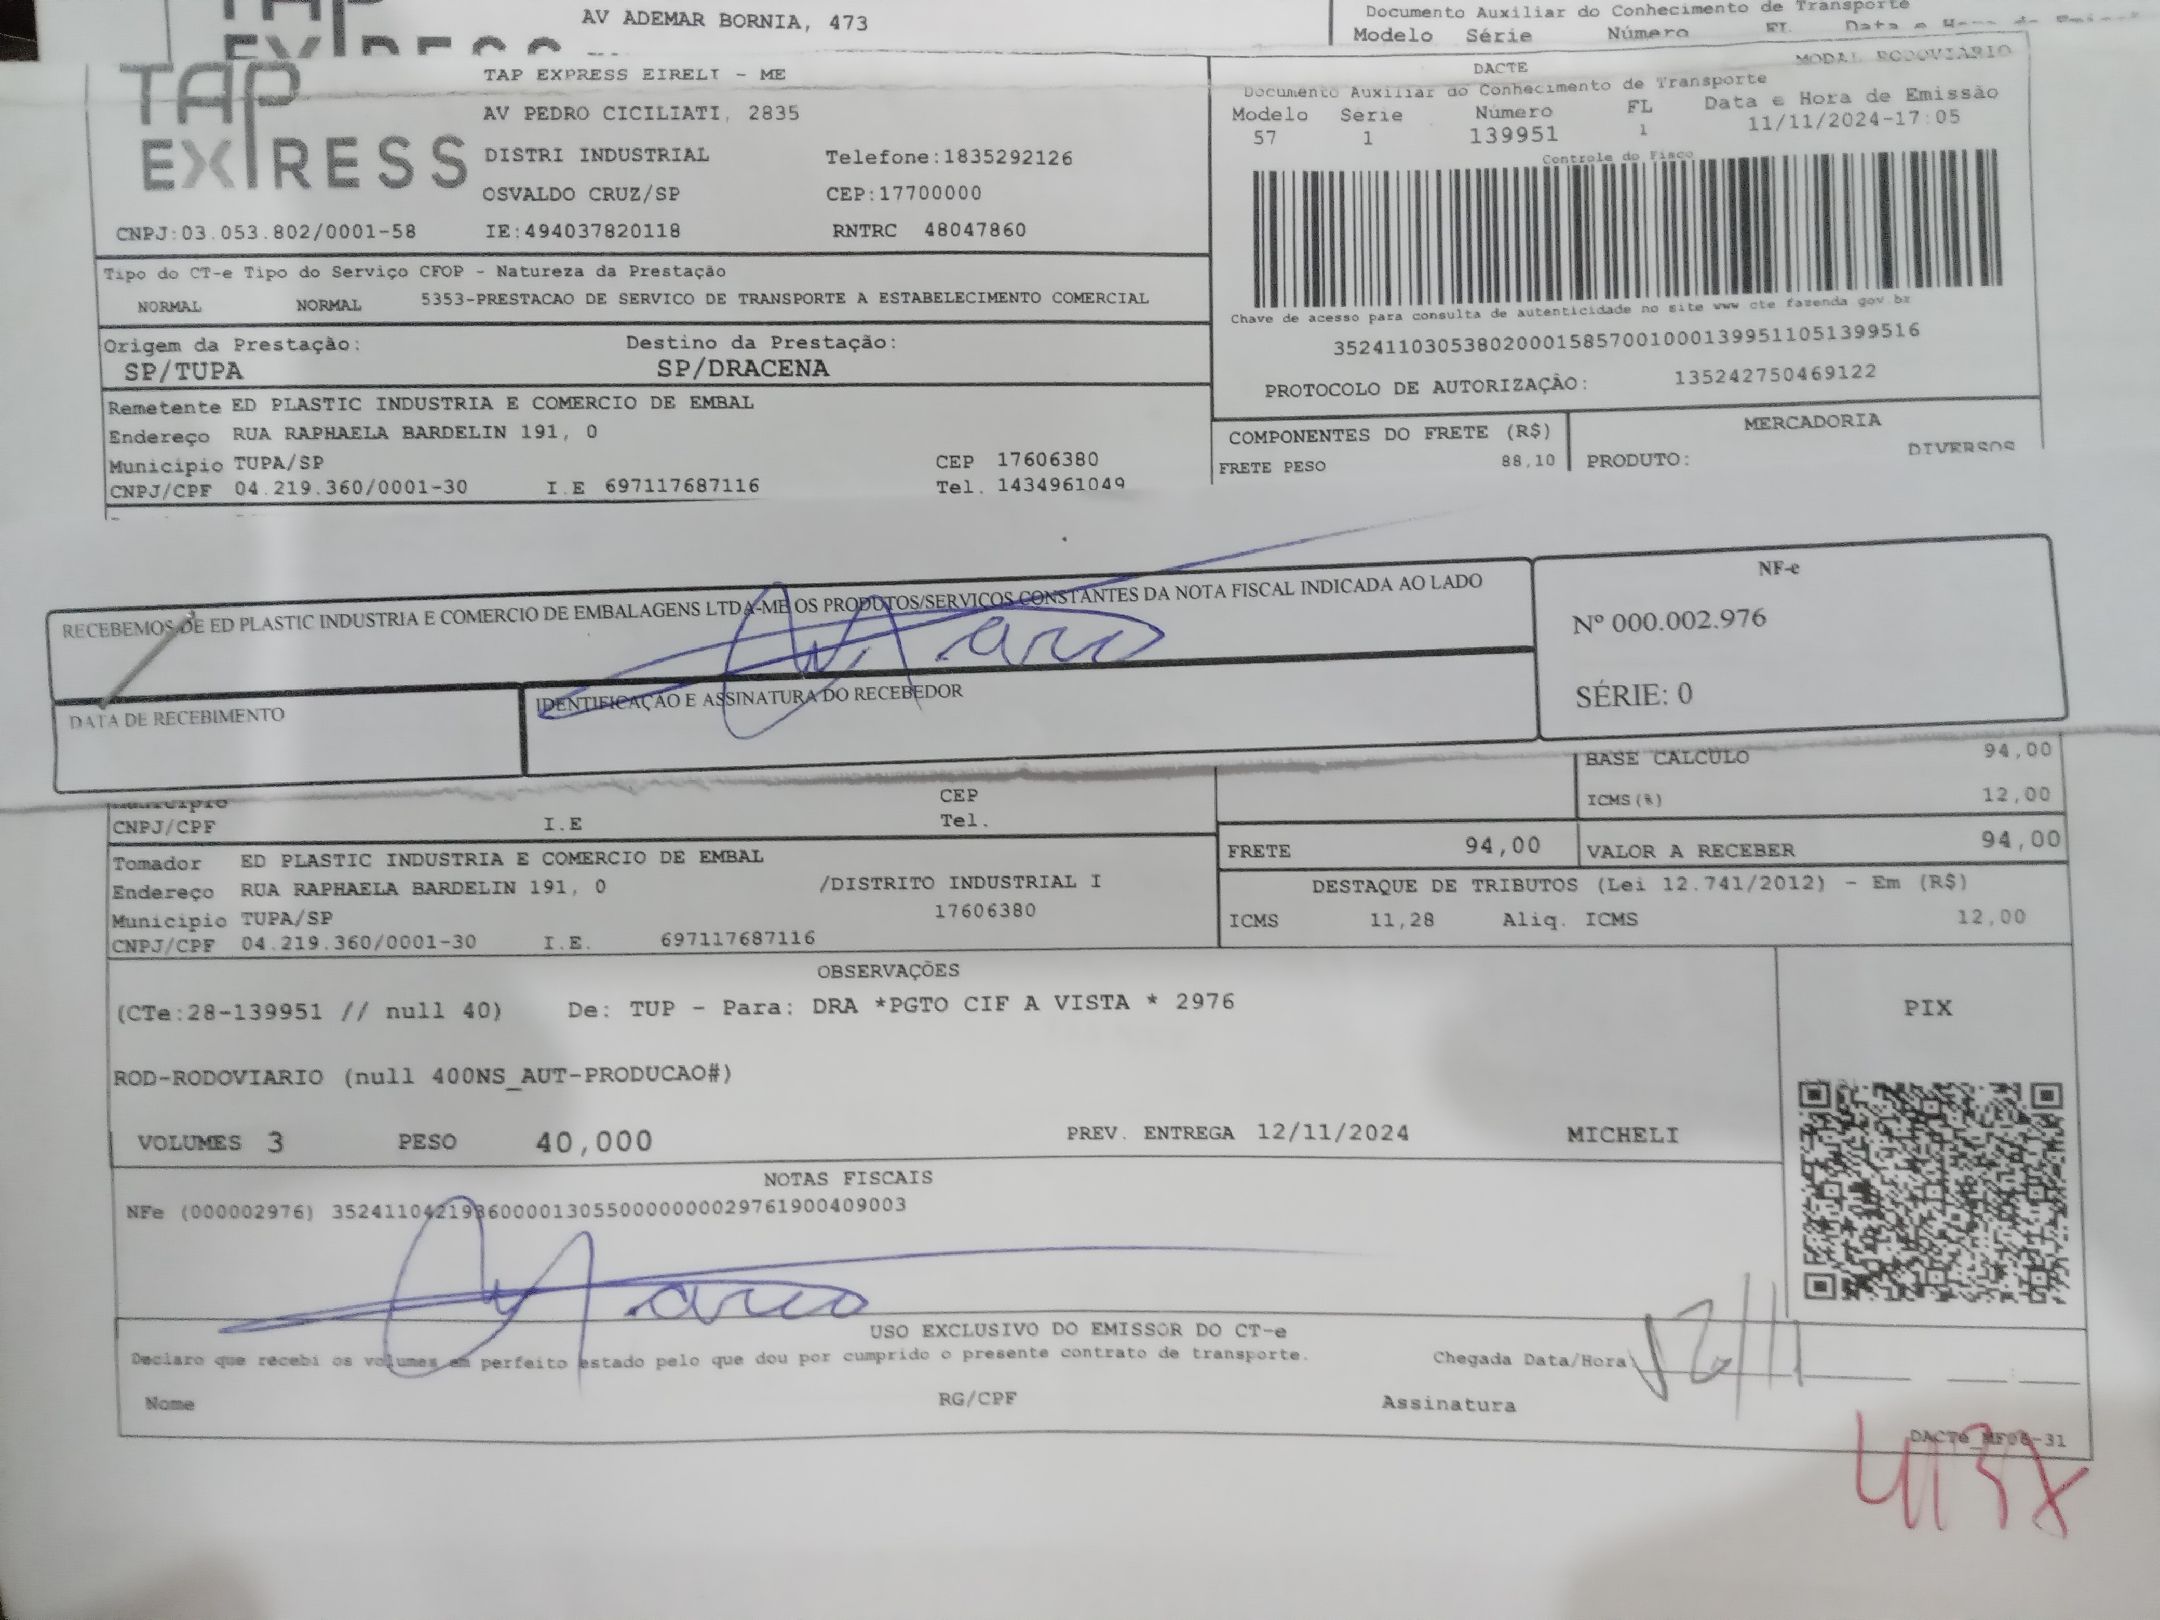 AV ADEMAR BORNIA, 473
Documento Auxiliar do Conhecimento de Transporte
Modelo Série Número FL
TAP EXPRESS
TAP EXPRESS EIRELI - ME
AV PEDRO CICILIATI, 2835
DISTRI INDUSTRIAL Telefone:1835292126
OSVALDO CRUZ/SP CEP:17700000
CNPJ:03.053.802/0001-58 IE:494037820118 RNTRC 48047860
DACTE MODAL RODOVIÁRIO
Documento Auxiliar do Conhecimento de Transporte
Modelo Serie Número FL Data e Hora de Emissão
57 1 139951 1 11/11/2024-17:05
Controle do Fisco
Chave de acesso para consulta de autenticidade no site www cte fazenda gov br
35241103053802000158570010001399511051399516
PROTOCOLO DE AUTORIZAÇÃO: 135242750469122
Tipo do CT-e Tipo do Serviço CFOP - Natureza da Prestação
NORMAL NORMAL 5353-PRESTACAO DE SERVICO DE TRANSPORTE A ESTABELECIMENTO COMERCIAL
Origem da Prestação: Destino da Prestação:
SP/TUPA SP/DRACENA
Remetente ED PLASTIC INDUSTRIA E COMERCIO DE EMBAL
Endereço RUA RAPHAELA BARDELIN 191, 0
Municipio TUPA/SP CEP 17606380
CNPJ/CPF 04.219.360/0001-30 I.E 697117687116 Tel. 1434961049
COMPONENTES DO FRETE (R$) MERCADORIA
FRETE PESO 88,10 PRODUTO: DIVERSOS
RECEBEMOS DE ED PLASTIC INDUSTRIA E COMERCIO DE EMBALAGENS LTDA-ME OS PRODUTOS/SERVIÇOS CONSTANTES DA NOTA FISCAL INDICADA AO LADO
DATA DE RECEBIMENTO IDENTIFICAÇÃO E ASSINATURA DO RECEBEDOR
NF-e
Nº 000.002.976
SÉRIE: 0
BASE CALCULO 94,00
ICMS(%) 12,00
Municipio CEP
CNPJ/CPF I.E Tel.
FRETE 94,00 VALOR A RECEBER 94,00
Tomador ED PLASTIC INDUSTRIA E COMERCIO DE EMBAL
Endereço RUA RAPHAELA BARDELIN 191, 0 /DISTRITO INDUSTRIAL I
Municipio TUPA/SP 17606380
CNPJ/CPF 04.219.360/0001-30 I.E. 697117687116
DESTAQUE DE TRIBUTOS (Lei 12.741/2012) - Em (R$)
ICMS 11,28 Aliq. ICMS 12,00
OBSERVAÇÕES
(CTe:28-139951 // null 40) De: TUP - Para: DRA *PGTO CIF A VISTA * 2976
ROD-RODOVIARIO (null 400NS_AUT-PRODUCAO#)
VOLUMES 3 PESO 40,000 PREV. ENTREGA 12/11/2024 MICHELI
PIX
NOTAS FISCAIS
NFe (000002976) 35241104219360000130550000000029761900409003
USO EXCLUSIVO DO EMISSOR DO CT-e
Declaro que recebi os volumes em perfeito estado pelo que dou por cumprido o presente contrato de transporte. Chegada Data/Hora 12/11
Nome RG/CPF Assinatura